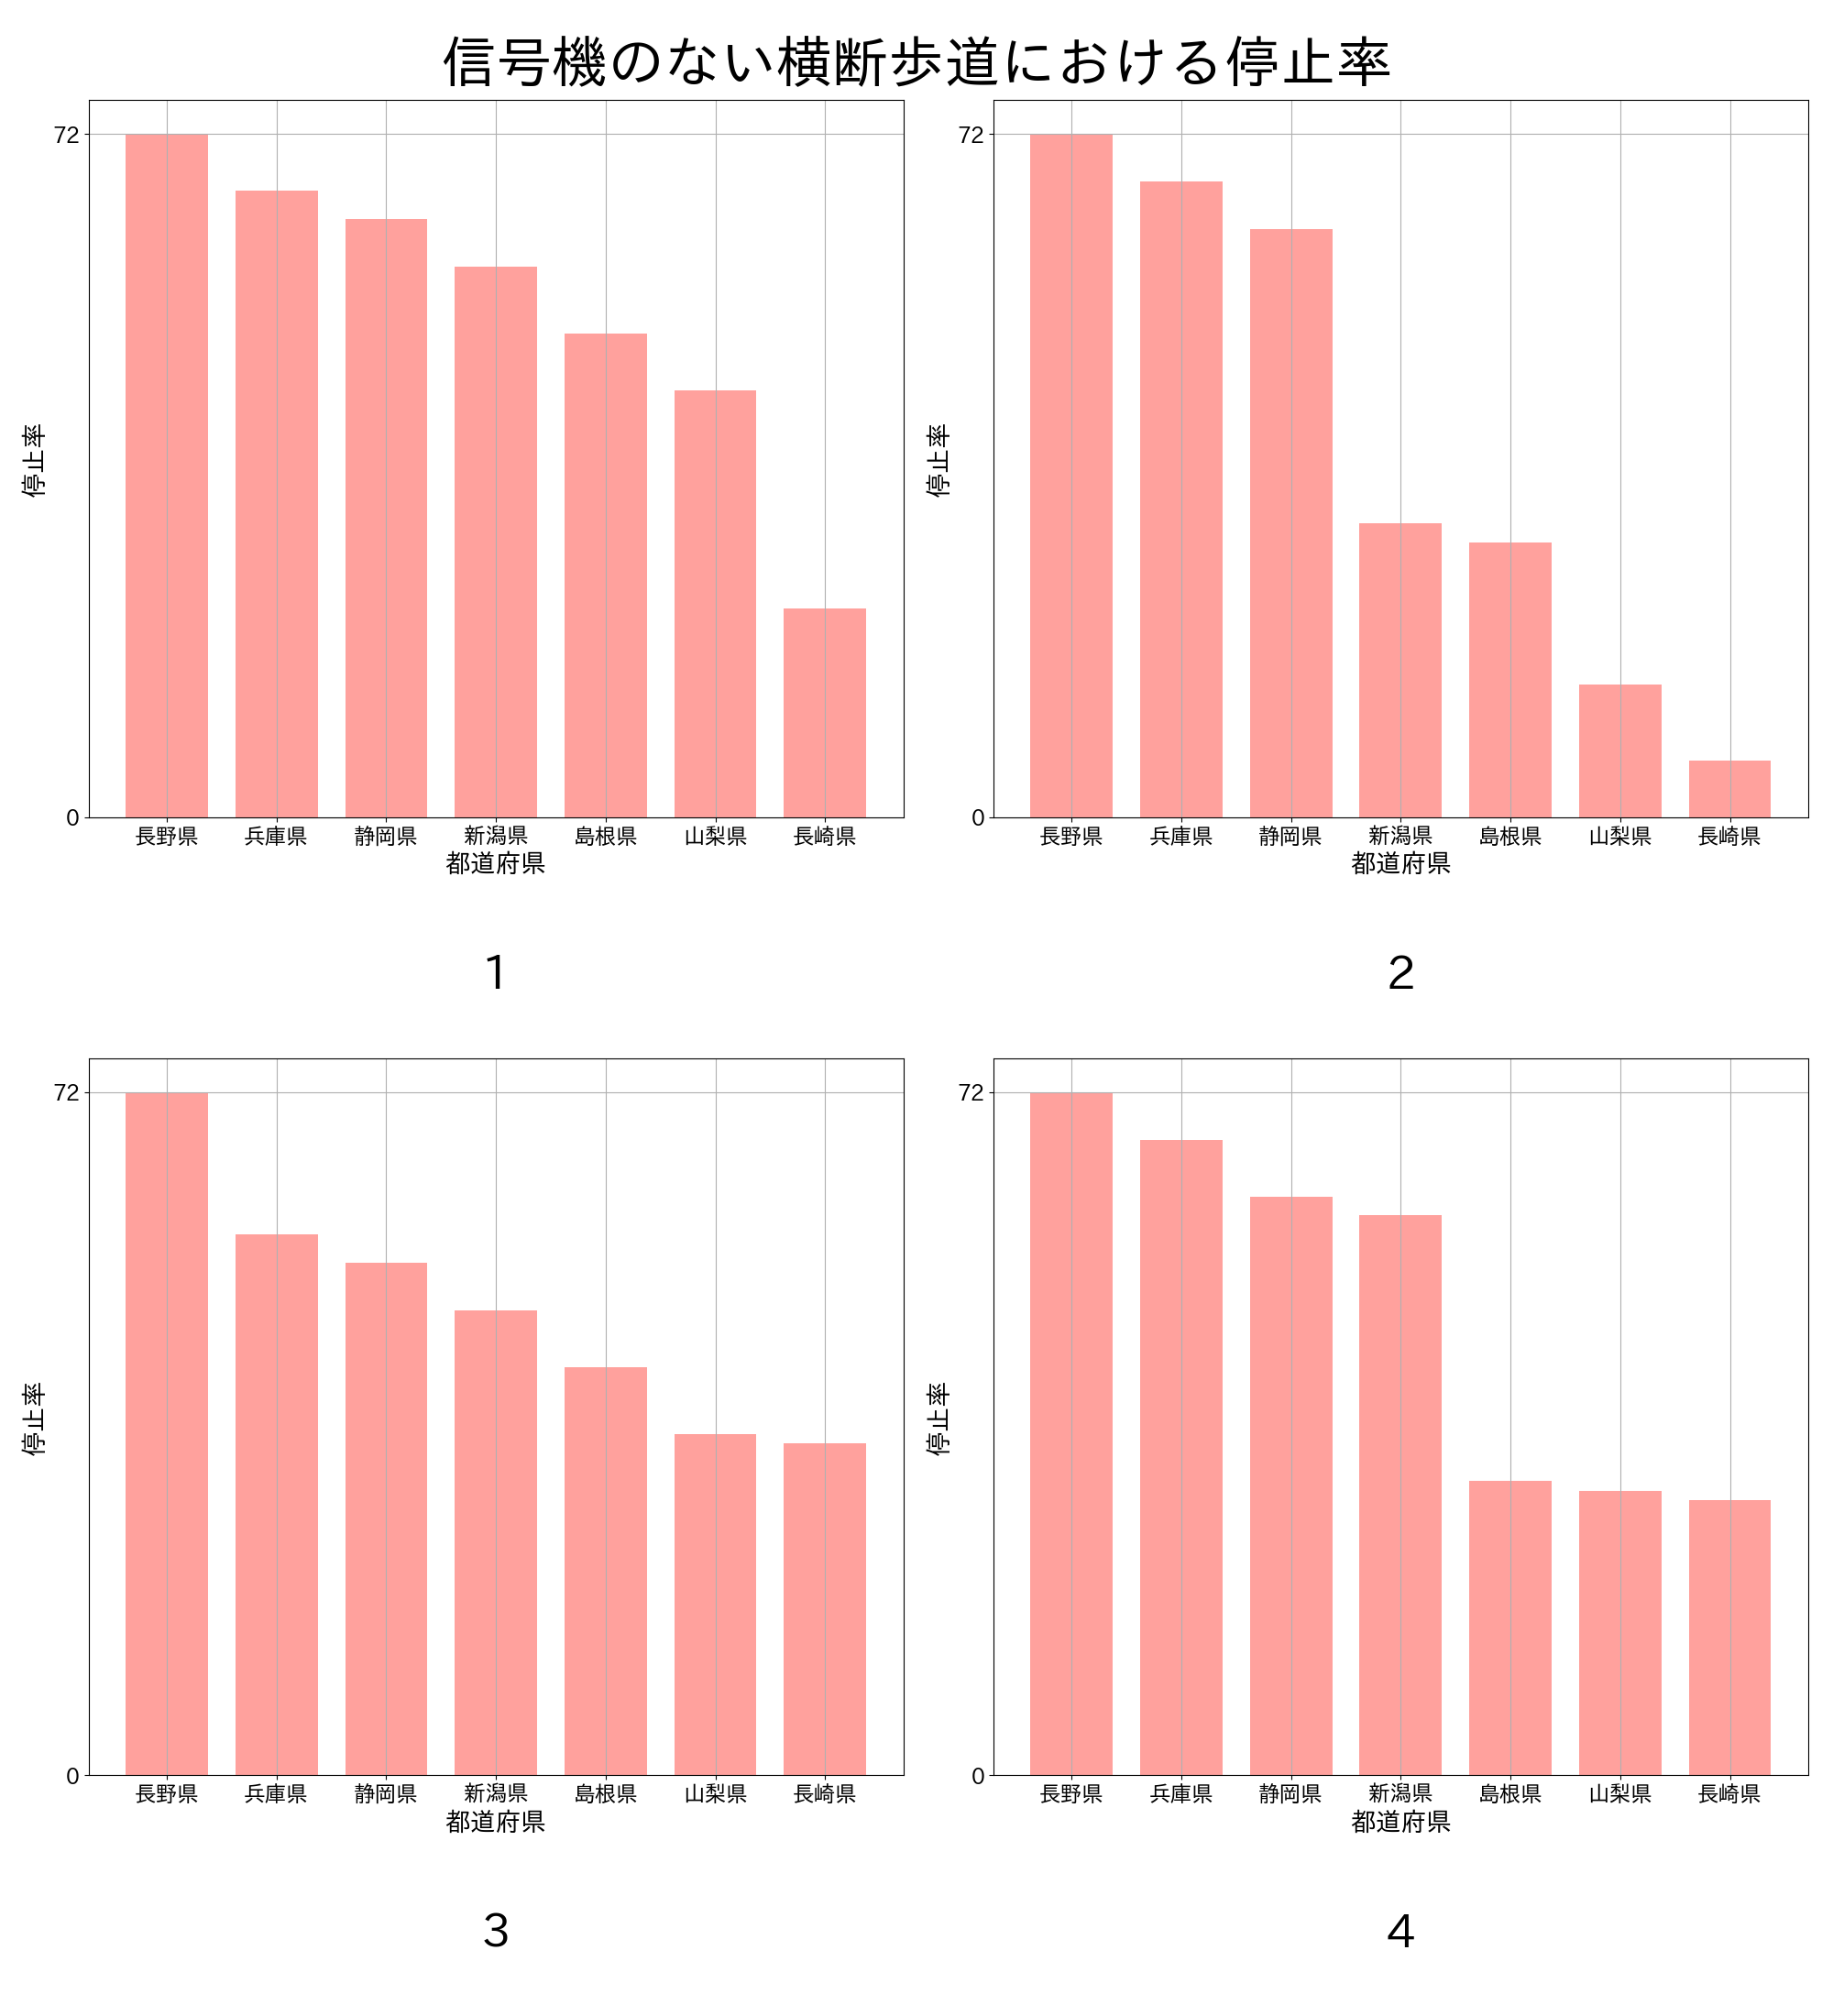 信号機のない横断歩道における停止率
72
0
停止率
長野県 兵庫県 静岡県 新潟県 島根県 山梨県 長崎県
都道府県
1
72
0
停止率
長野県 兵庫県 静岡県 新潟県 島根県 山梨県 長崎県
都道府県
2
72
0
停止率
長野県 兵庫県 静岡県 新潟県 島根県 山梨県 長崎県
都道府県
3
72
0
停止率
長野県 兵庫県 静岡県 新潟県 島根県 山梨県 長崎県
都道府県
4